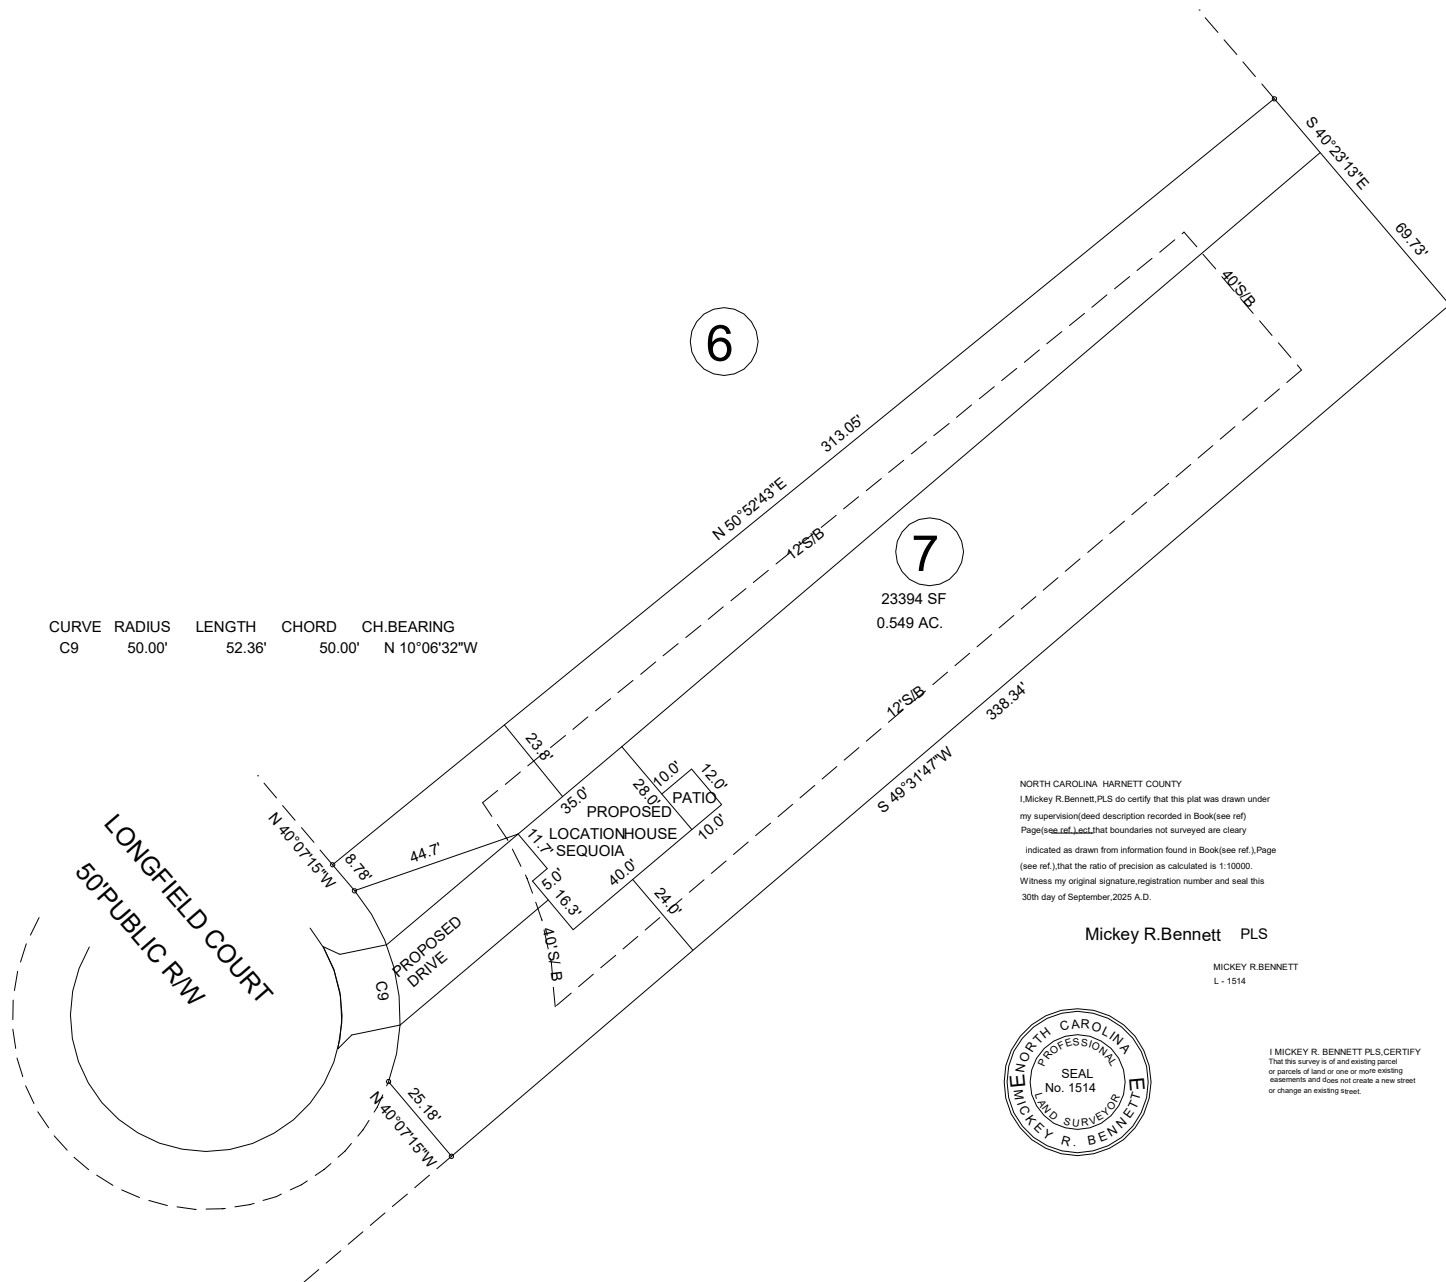 S 40°23'13"E
69.73'
40'S/B
6
313.05'
N 50°52'43"E
12'S/B
7
23394 SF
0.549 AC.
CURVE RADIUS LENGTH CHORD CH.BEARING
C9 50.00' 52.36' 50.00' N 10°06'32"W
12'S/B
338.34'
S 49°31'47"W
23.8'
35.0'
28.0'
10.0'
12.0'
PATIO
10.0'
PROPOSED
LOCATIONHOUSE
SEQUOIA
11.7'
5.0'
16.3'
40.0'
24.0'
44.7'
8.78'
N 40°07'15"W
LONGFIELD COURT
50'PUBLIC R/W
PROPOSED
DRIVE
C9
40'S/ B
25.18'
N 40°07'15"W
NORTH CAROLINA HARNETT COUNTY
I,Mickey R.Bennett,PLS do certify that this plat was drawn under
my supervision(deed description recorded in Book(see ref)
Page(see ref.),ect,that boundaries not surveyed are cleary
indicated as drawn from information found in Book(see ref.),Page
(see ref.),that the ratio of precision as calculated is 1:10000.
Witness my original signature,registration number and seal this
30th day of September,2025 A.D.
Mickey R.Bennett PLS
MICKEY R.BENNETT
L - 1514
NORTH CAROLINA
PROFESSIONAL
SEAL
No. 1514
LAND SURVEYOR
MICKEY R. BENNETT
I MICKEY R. BENNETT PLS,CERTIFY
That this survey is of and existing parcel
or parcels of land or one or more existing
easements and does not create a new street
or change an existing street.